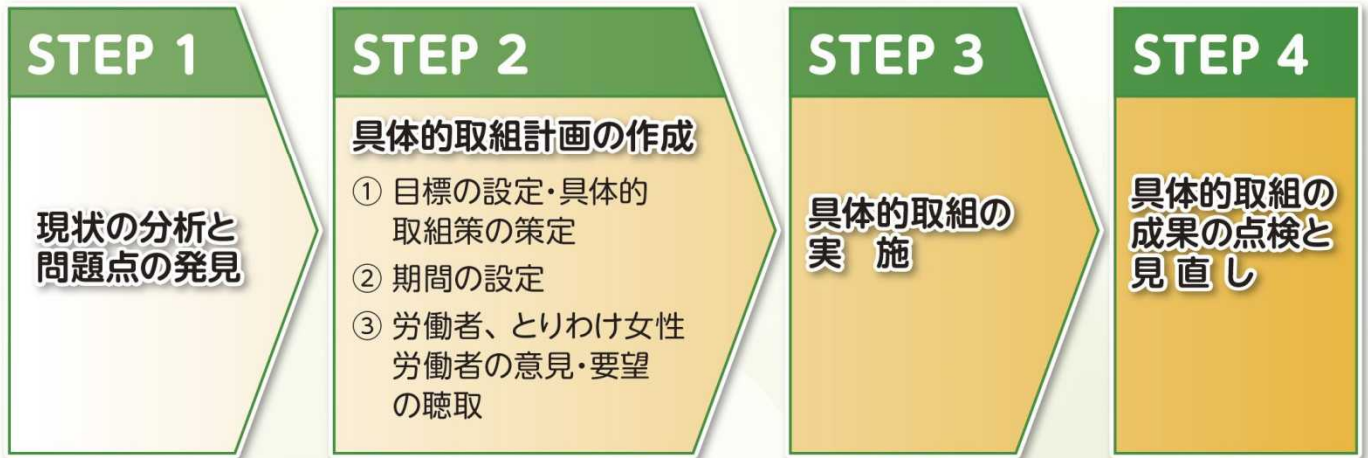 STEP 1
現状の分析と
問題点の発見
STEP 2
具体的取組計画の作成
① 目標の設定・具体的
取組策の策定
② 期間の設定
③ 労働者、とりわけ女性
労働者の意見・要望
の聴取
STEP 3
具体的取組の
実　施
STEP 4
具体的取組の
成果の点検と
見 直 し